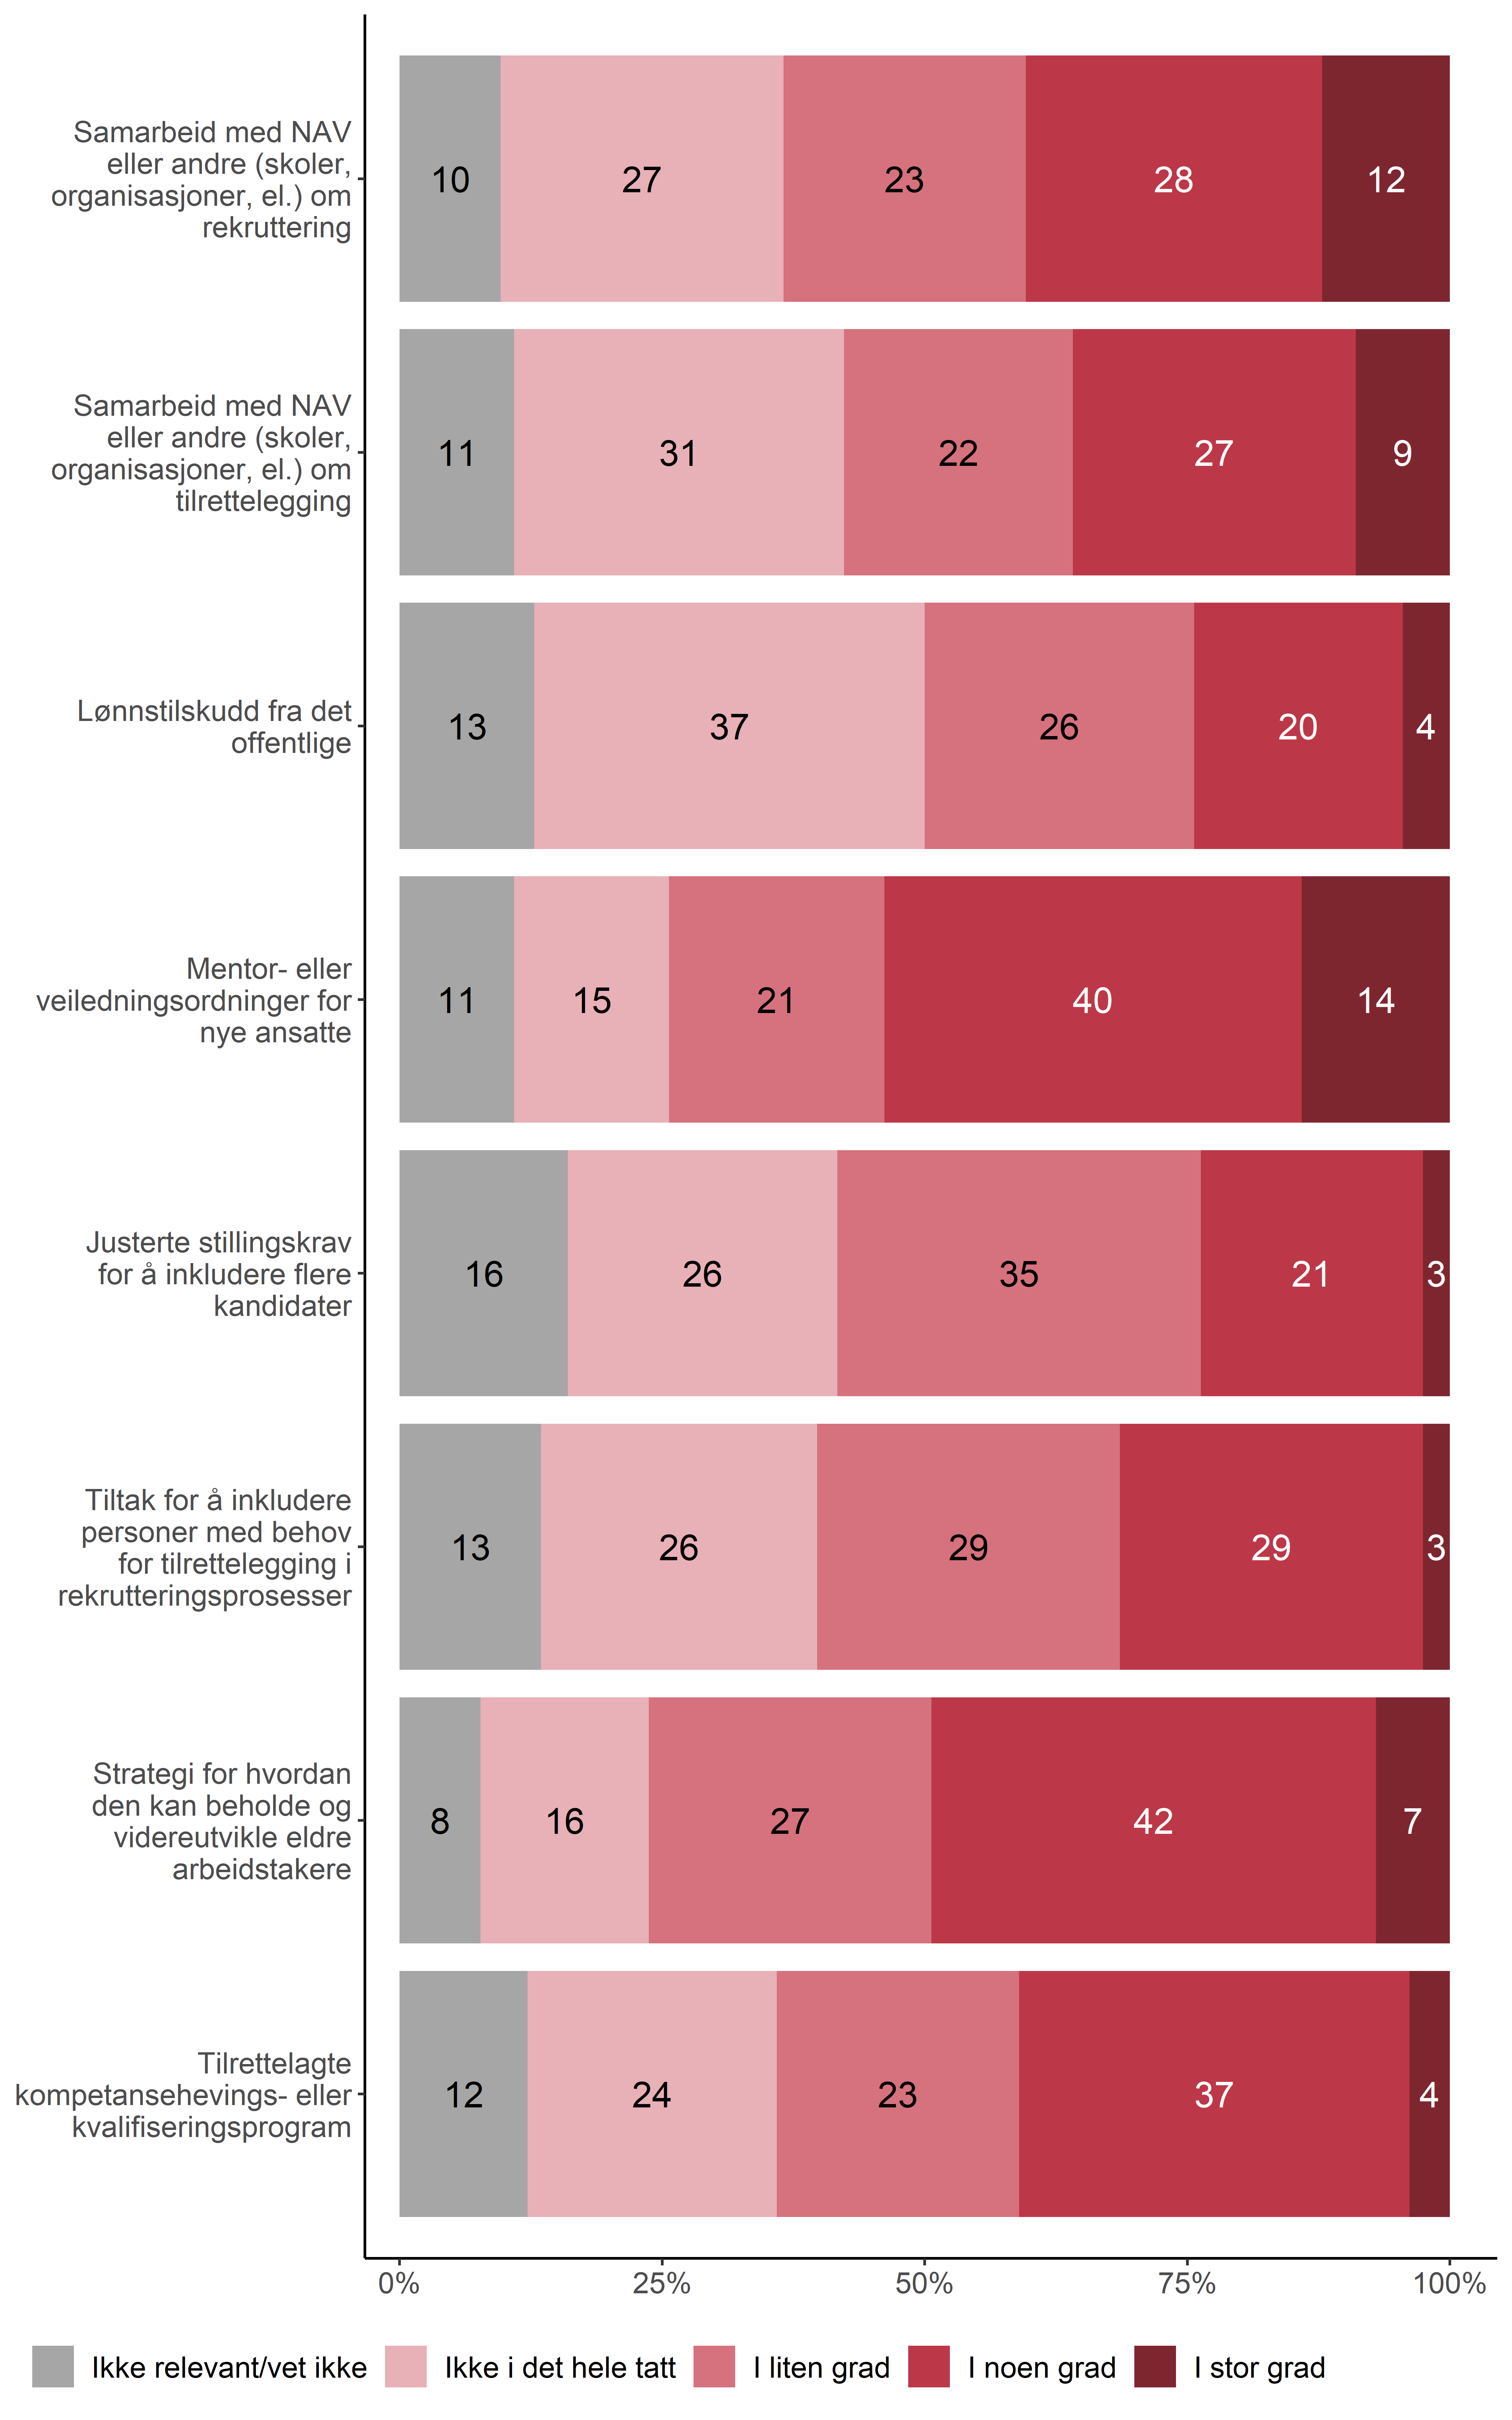 Samarbeid med NAV
eller andre (skoler,
organisasjoner, el.) om
rekruttering
10 27 23 28 12
Samarbeid med NAV
eller andre (skoler,
organisasjoner, el.) om
tilrettelegging
11 31 22 27 9
Lønnstilskudd fra det
offentlige
13 37 26 20 4
Mentor- eller
veiledningsordninger for
nye ansatte
11 15 21 40 14
Justerte stillingskrav
for å inkludere flere
kandidater
16 26 35 21 3
Tiltak for å inkludere
personer med behov
for tilrettelegging i
rekrutteringsprosesser
13 26 29 29 3
Strategi for hvordan
den kan beholde og
videreutvikle eldre
arbeidstakere
8 16 27 42 7
Tilrettelagte
kompetansehevings- eller
kvalifiseringsprogram
12 24 23 37 4
0% 25% 50% 75% 100%
Ikke relevant/vet ikke Ikke i det hele tatt I liten grad I noen grad I stor grad